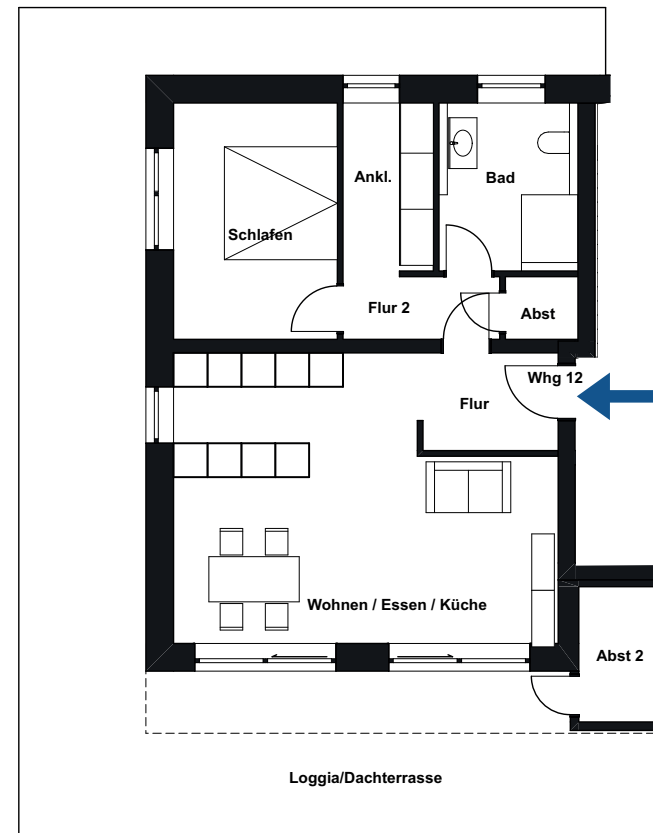 Ankl.
Bad
Schlafen
Flur 2
Abst
Whg 12
Flur
Wohnen / Essen / Küche
Abst 2
Loggia/Dachterrasse